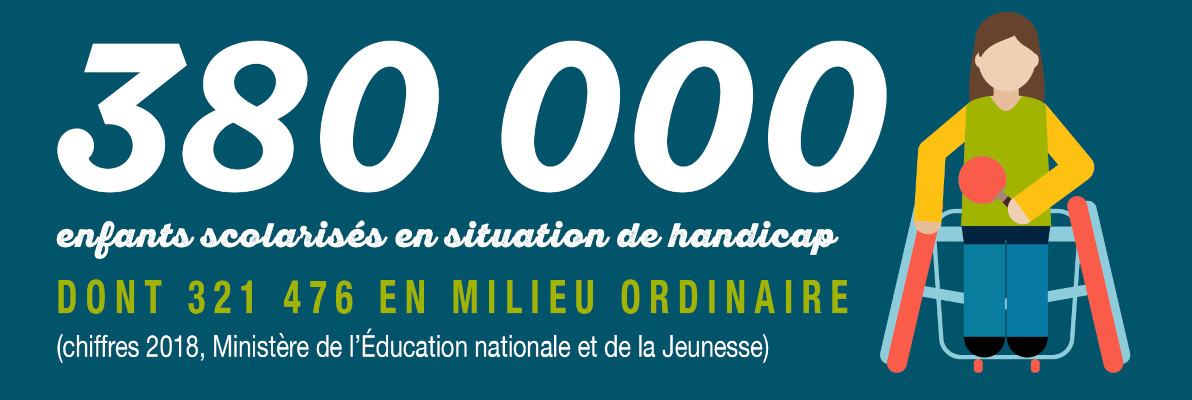 380 000
enfants scolarisés en situation de handicap
DONT 321 476 EN MILIEU ORDINAIRE
(chiffres 2018, Ministère de l’Éducation nationale et de la Jeunesse)